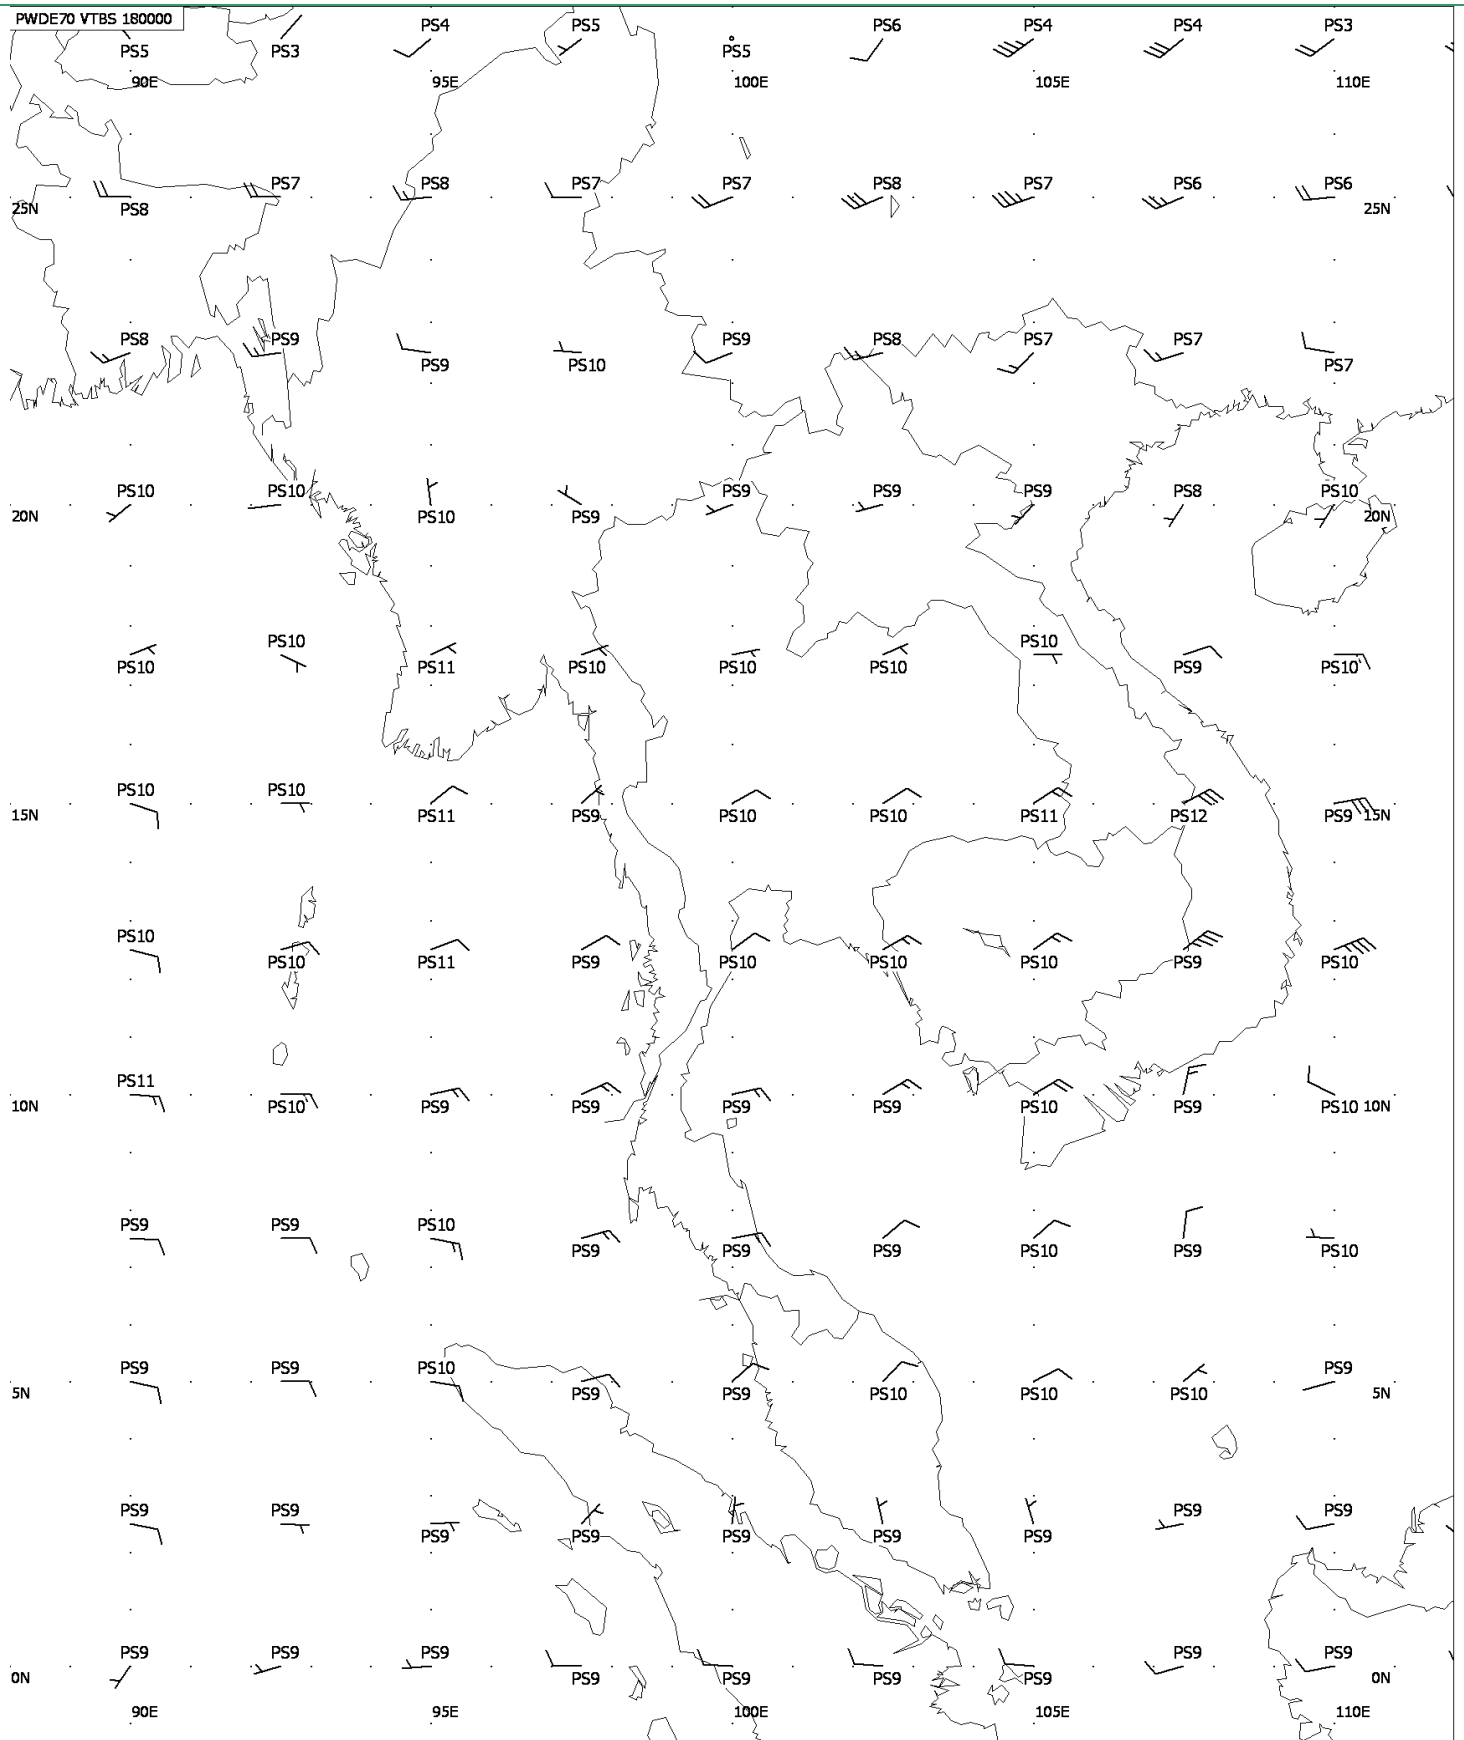 PWDE70 VTBS 180000
PS5 PS3 PS4 PS5 PS5 PS6 PS4 PS4 PS3
90E 95E 100E 105E 110E
PS8 PS7 PS8 PS7 PS7 PS8 PS7 PS6 PS6
25N 25N
PS8 PS9 PS9 PS10 PS9 PS8 PS7 PS7 PS7
PS10 PS10 PS10 PS9 PS9 PS9 PS9 PS8 PS10
20N 20N
PS10 PS10 PS11 PS10 PS10 PS10 PS10 PS9 PS10
PS10 PS10 PS11 PS9 PS10 PS10 PS11 PS12 PS9
15N 15N
PS10 PS10 PS11 PS9 PS10 PS10 PS10 PS9 PS10
PS11 PS10 PS9 PS9 PS9 PS9 PS10 PS9 PS10
10N 10N
PS9 PS9 PS10 PS9 PS9 PS9 PS10 PS9 PS10
PS9 PS9 PS10 PS9 PS9 PS10 PS10 PS10 PS9
5N 5N
PS9 PS9 PS9 PS9 PS9 PS9 PS9 PS9 PS9
PS9 PS9 PS9 PS9 PS9 PS9 PS9 PS9 PS9
0N 0N
90E 95E 100E 105E 110E